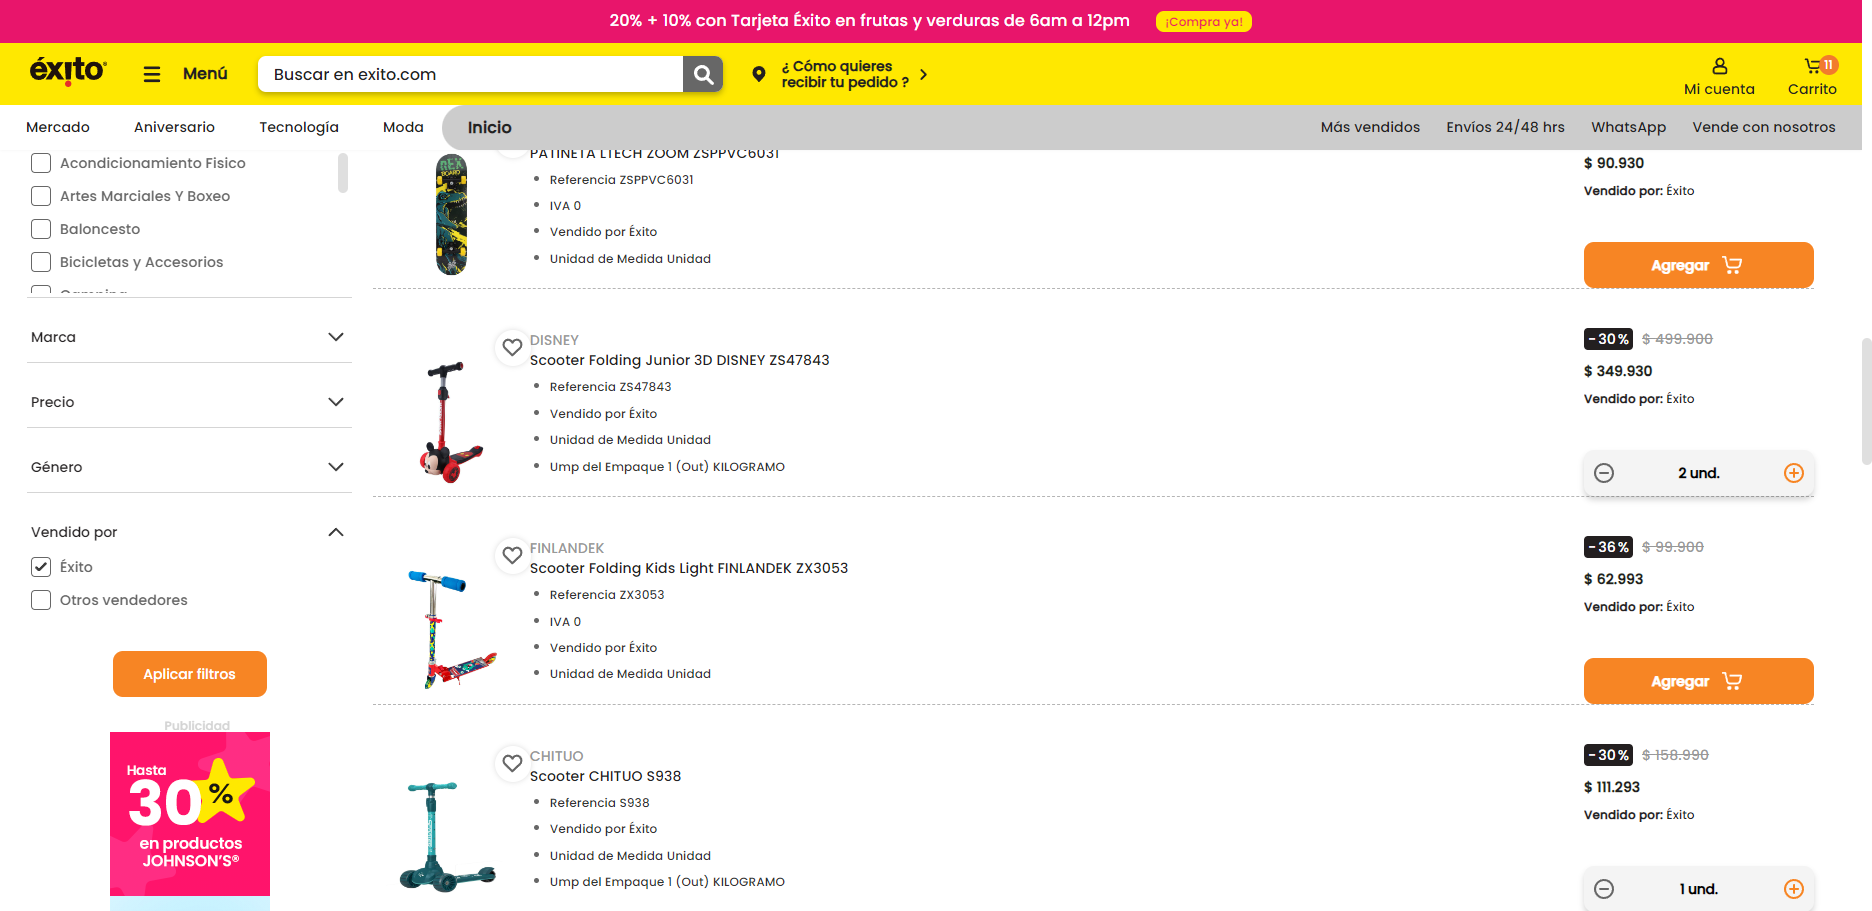 20% + 10% con Tarjeta Éxito en frutas y verduras de 6am a 12pm ¡Compra ya!
éxito
Menú
Buscar en exito.com
¿ Cómo quieres
recibir tu pedido ?
Mi cuenta
11
Carrito
Mercado Aniversario Tecnología Moda Inicio Más vendidos Envíos 24/48 hrs WhatsApp Vende con nosotros
Acondicionamiento Fisico
Artes Marciales Y Boxeo
Baloncesto
Bicicletas y Accesorios
Camping
Marca
Precio
Género
Vendido por
Éxito
Otros vendedores
Aplicar filtros
Publicidad
Hasta
30%
en productos
JOHNSON'S®
REX
BOARD
PATINETA LTECH ZOOM ZSPPVC6031
Referencia ZSPPVC6031
IVA 0
Vendido por Éxito
Unidad de Medida Unidad
$ 90.930
Vendido por: Éxito
Agregar
DISNEY
Scooter Folding Junior 3D DISNEY ZS47843
Referencia ZS47843
Vendido por Éxito
Unidad de Medida Unidad
Ump del Empaque 1 (Out) KILOGRAMO
-30% $ 499.900
$ 349.930
Vendido por: Éxito
2 und.
FINLANDEK
Scooter Folding Kids Light FINLANDEK ZX3053
Referencia ZX3053
IVA 0
Vendido por Éxito
Unidad de Medida Unidad
-36% $ 99.900
$ 62.993
Vendido por: Éxito
Agregar
CHITUO
Scooter CHITUO S938
Referencia S938
Vendido por Éxito
Unidad de Medida Unidad
Ump del Empaque 1 (Out) KILOGRAMO
-30% $ 158.990
$ 111.293
Vendido por: Éxito
1 und.